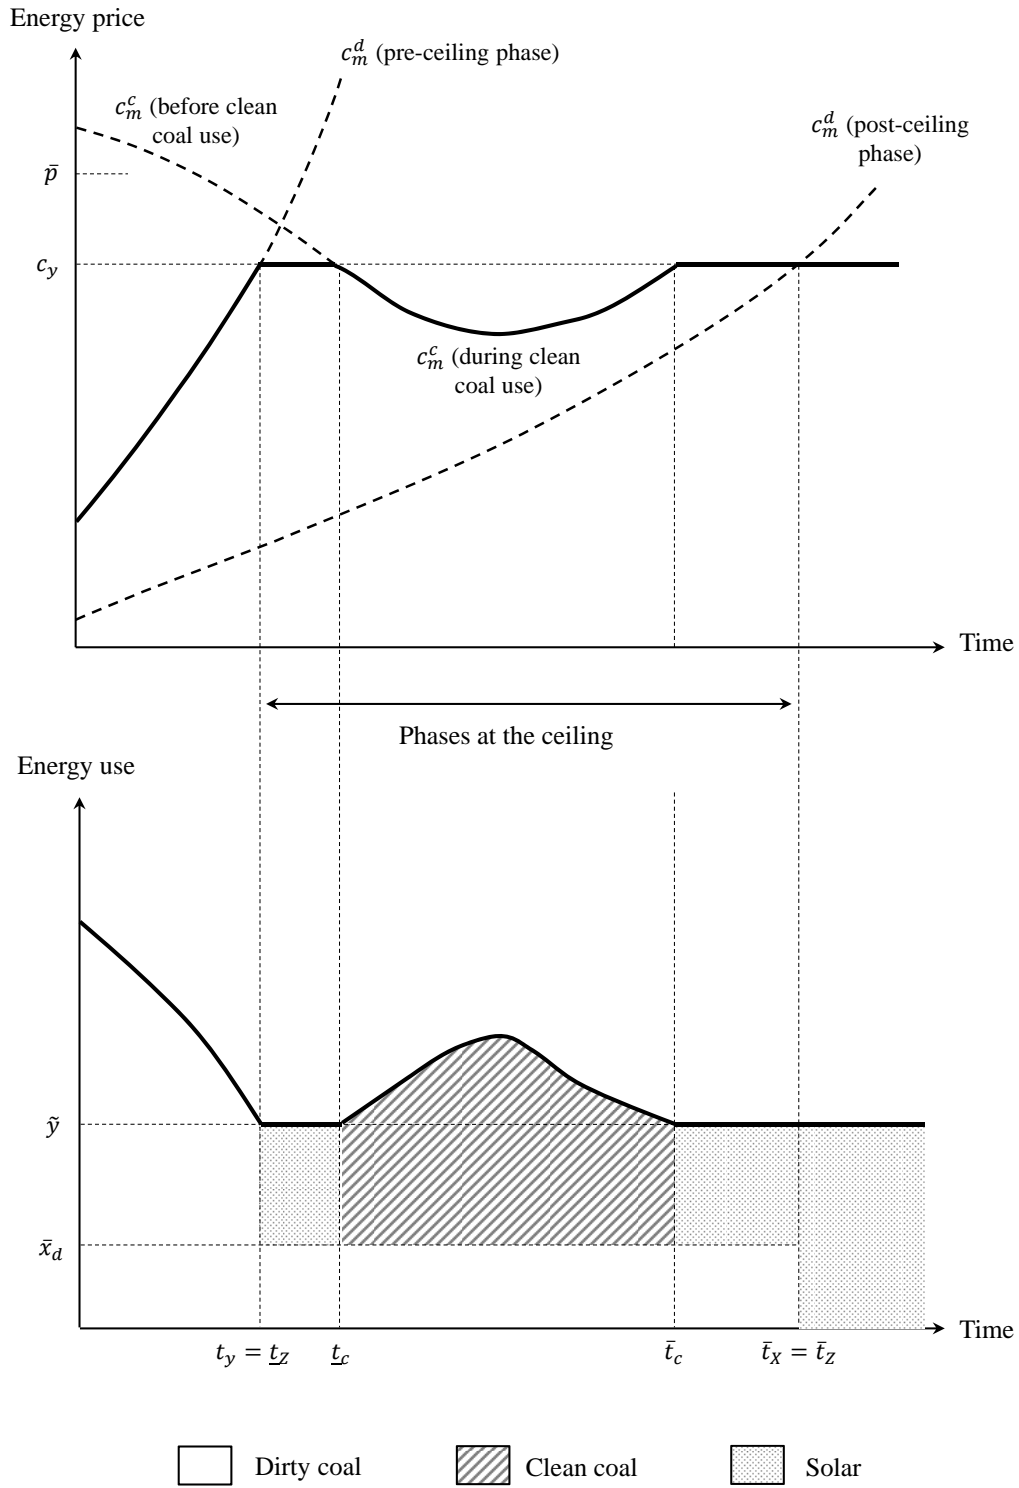 Energy price
c_m^d (pre-ceiling phase)
c_m^c (before clean
coal use)
c_m^d (post-ceiling
phase)
p̄
c_y
c_m^c (during clean
coal use)
Time
Phases at the ceiling
Energy use
ỹ
x̄_d
Time
t_y = t̲_Z
t̲_c
t̄_c
t̄_X = t̄_Z
Dirty coal
Clean coal
Solar